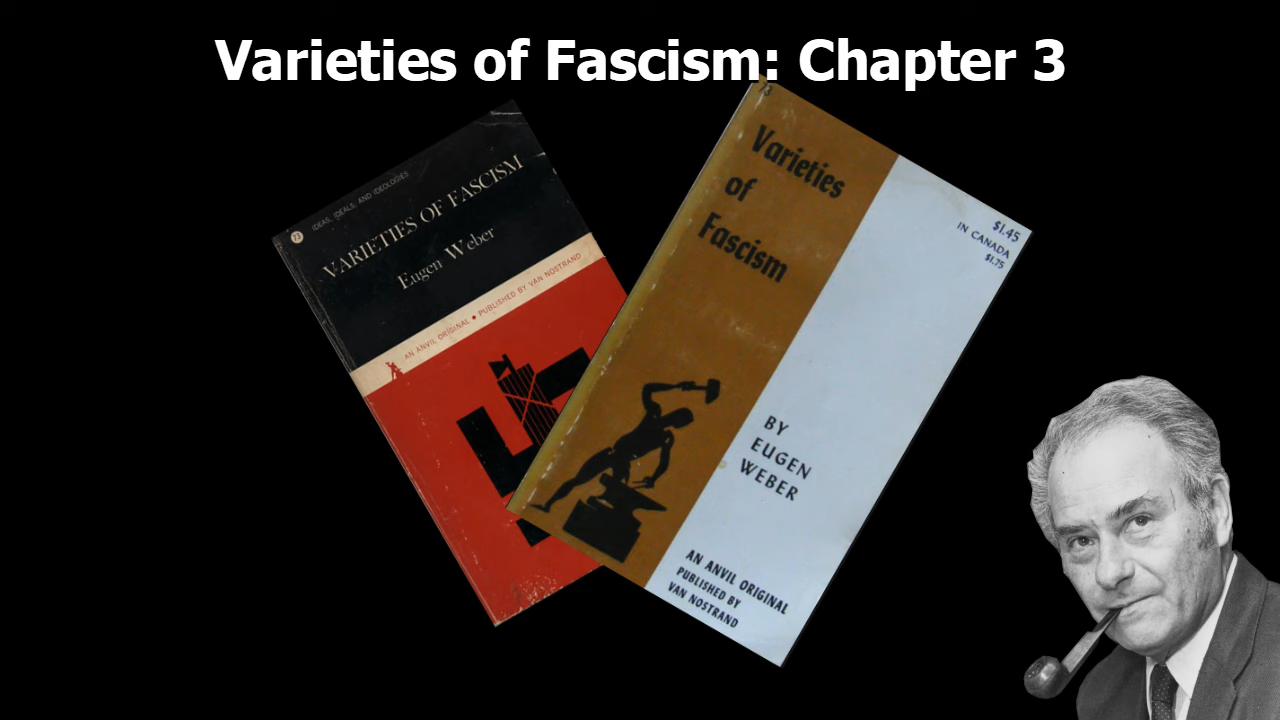 Varieties of Fascism: Chapter 3
73
IDEAS, IDEALS, AND IDEOLOGIES
VARIETIES OF FASCISM
Eugen Weber
AN ANVIL ORIGINAL • PUBLISHED BY VAN NOSTRAND
73
Varieties
of
Fascism
$1.45
IN CANADA
$1.75
BY
EUGEN
WEBER
AN ANVIL ORIGINAL
PUBLISHED BY
VAN NOSTRAND